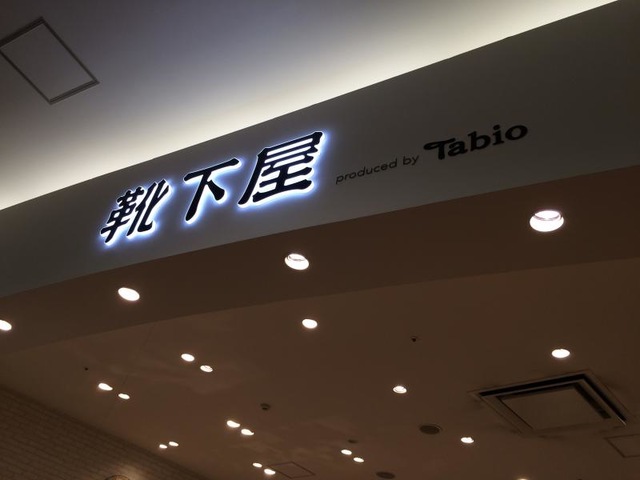 靴下屋 produced by Tabio